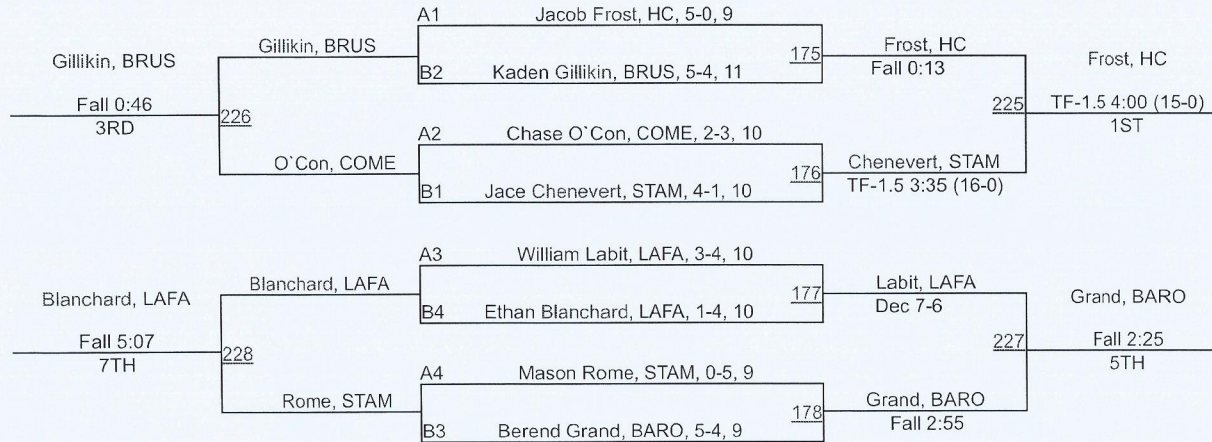 A1 Jacob Frost, HC, 5-0, 9
Gillikin, BRUS
Gillikin, BRUS
175
Frost, HC
Fall 0:13
Frost, HC
B2 Kaden Gillikin, BRUS, 5-4, 11
Fall 0:46
3RD
226
225
TF-1.5 4:00 (15-0)
1ST
A2 Chase O`Con, COME, 2-3, 10
O`Con, COME
176
Chenevert, STAM
TF-1.5 3:35 (16-0)
B1 Jace Chenevert, STAM, 4-1, 10
A3 William Labit, LAFA, 3-4, 10
Blanchard, LAFA
Blanchard, LAFA
177
Labit, LAFA
Dec 7-6
Grand, BARO
B4 Ethan Blanchard, LAFA, 1-4, 10
Fall 5:07
7TH
228
227
Fall 2:25
5TH
A4 Mason Rome, STAM, 0-5, 9
Rome, STAM
178
Grand, BARO
Fall 2:55
B3 Berend Grand, BARO, 5-4, 9